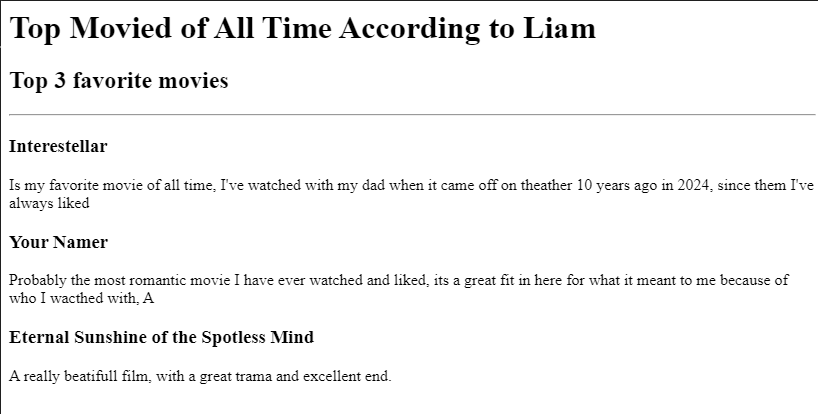 Top Movied of All Time According to Liam
Top 3 favorite movies
Interestellar
Is my favorite movie of all time, I've watched with my dad when it came off on theather 10 years ago in 2024, since them I've
always liked
Your Namer
Probably the most romantic movie I have ever watched and liked, its a great fit in here for what it meant to me because of
who I wacthed with, A
Eternal Sunshine of the Spotless Mind
A really beatifull film, with a great trama and excellent end.